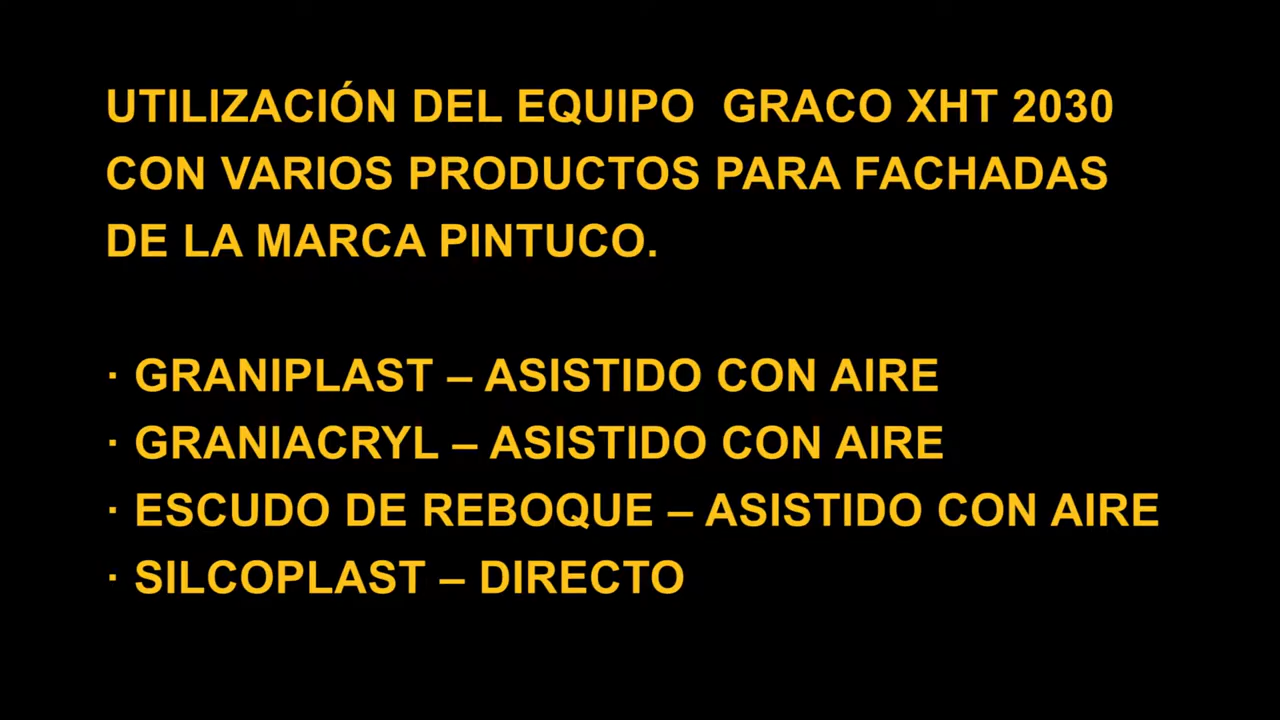 UTILIZACIÓN DEL EQUIPO  GRACO XHT 2030
CON VARIOS PRODUCTOS PARA FACHADAS
DE LA MARCA PINTUCO.
· GRANIPLAST – ASISTIDO CON AIRE
· GRANIACRYL – ASISTIDO CON AIRE
· ESCUDO DE REBOQUE – ASISTIDO CON AIRE
· SILCOPLAST – DIRECTO